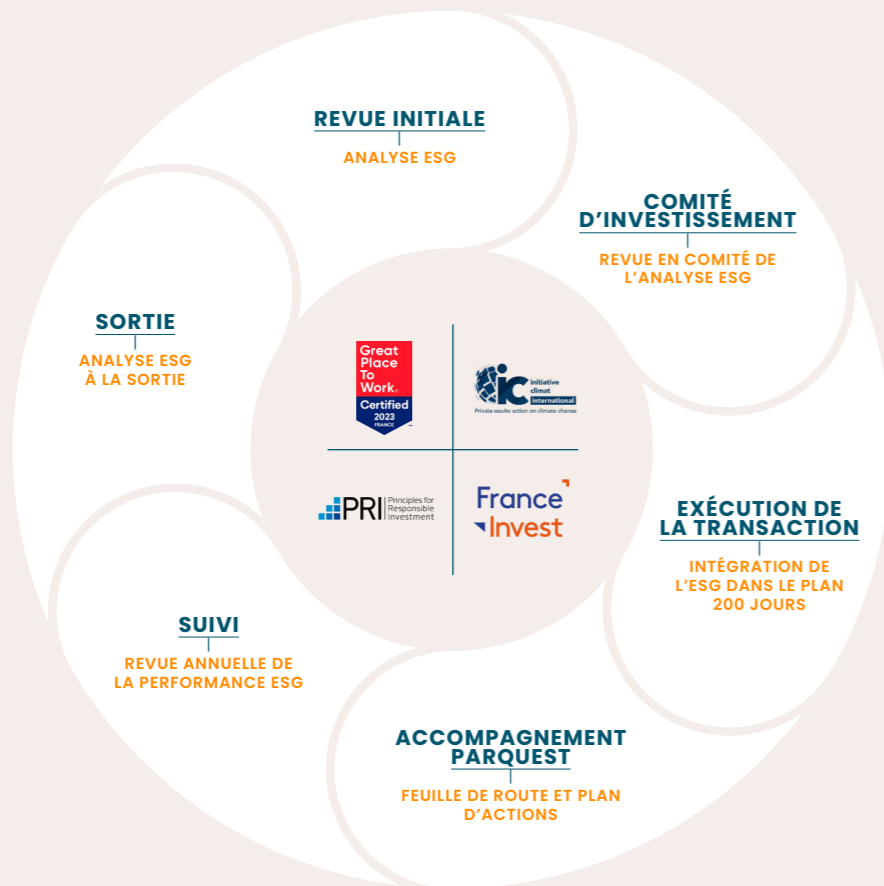 REVUE INITIALE
ANALYSE ESG
COMITÉ
D'INVESTISSEMENT
REVUE EN COMITÉ DE
L'ANALYSE ESG
EXÉCUTION DE
LA TRANSACTION
INTÉGRATION DE
L'ESG DANS LE PLAN
200 JOURS
ACCOMPAGNEMENT
PARQUEST
FEUILLE DE ROUTE ET PLAN
D'ACTIONS
SUIVI
REVUE ANNUELLE DE
LA PERFORMANCE ESG
SORTIE
ANALYSE ESG
À LA SORTIE
Great
Place
To
Work®
Certified
2023
FRANCE
™
iC
initiative
climat
international
Private equity action on climate change
PRI
Principles for
Responsible
Investment
France
Invest